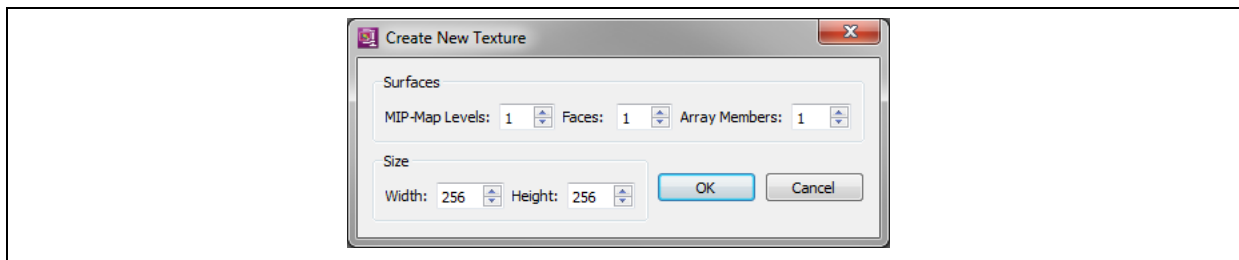 Create New Texture
Surfaces
MIP-Map Levels: 1 Faces: 1 Array Members: 1
Size
Width: 256 Height: 256 OK Cancel